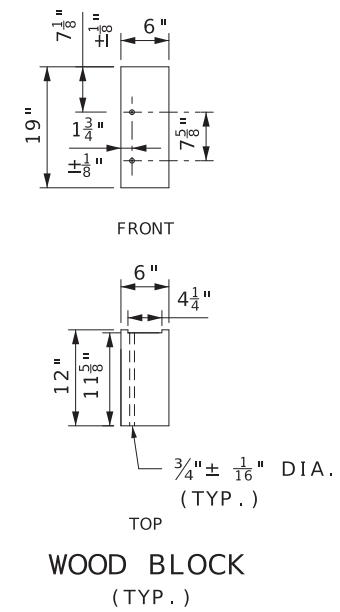 7 1/8" ± 1/8"
6"
19"
1 3/4" ± 1/8"
7 5/8"
FRONT
6"
4 1/4"
12"
11 5/8"
3/4"± 1/16" DIA.
(TYP.)
TOP
WOOD BLOCK
(TYP.)